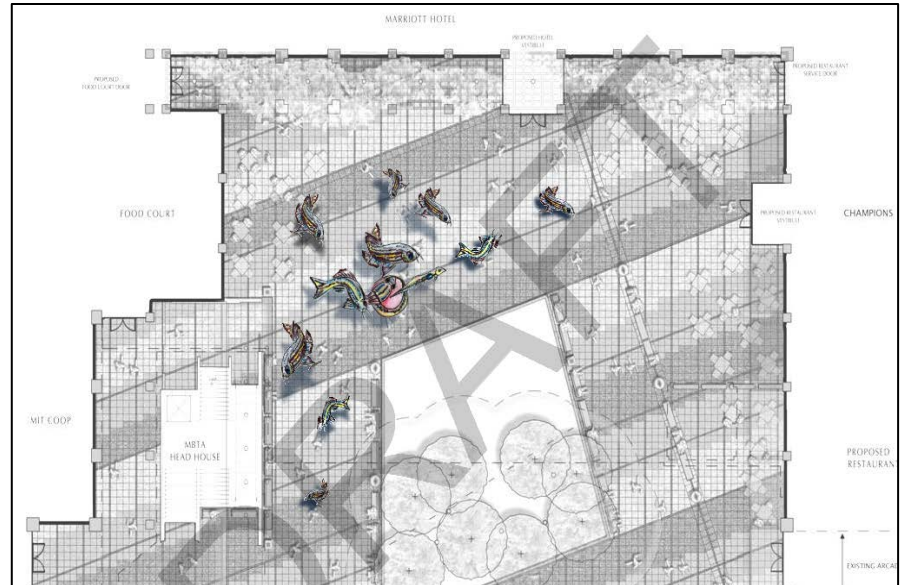 MARRIOTT HOTEL
PROPOSED HOTEL
VESTIBULE
PROPOSED RESTAURANT
SERVICE DOOR
PROPOSED
FOOD COURT DOOR
FOOD COURT
PROPOSED RESTAURANT
VESTIBULE
CHAMPIONS
MIT COOP
MBTA
HEAD HOUSE
PROPOSED
RESTAURANT
EXISTING ARCA
DRAFT